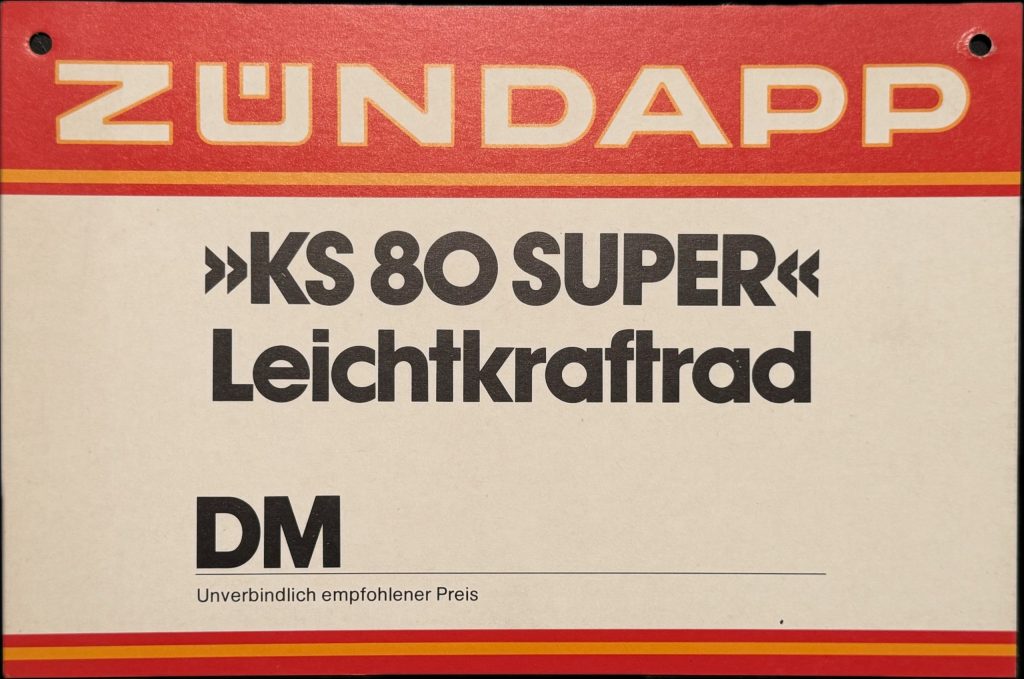 ZÜNDAPP
»KS 80 SUPER«
Leichtkraftrad
DM
Unverbindlich empfohlener Preis